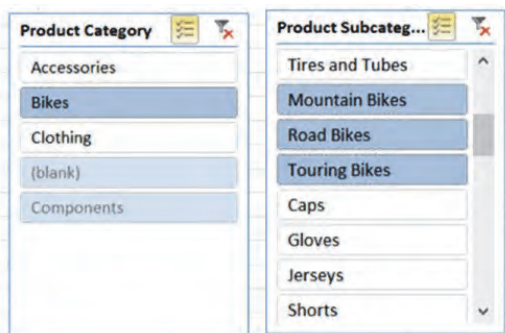 Product Category
Accessories
Bikes
Clothing
(blank)
Components
Product Subcateg...
Tires and Tubes
Mountain Bikes
Road Bikes
Touring Bikes
Caps
Gloves
Jerseys
Shorts